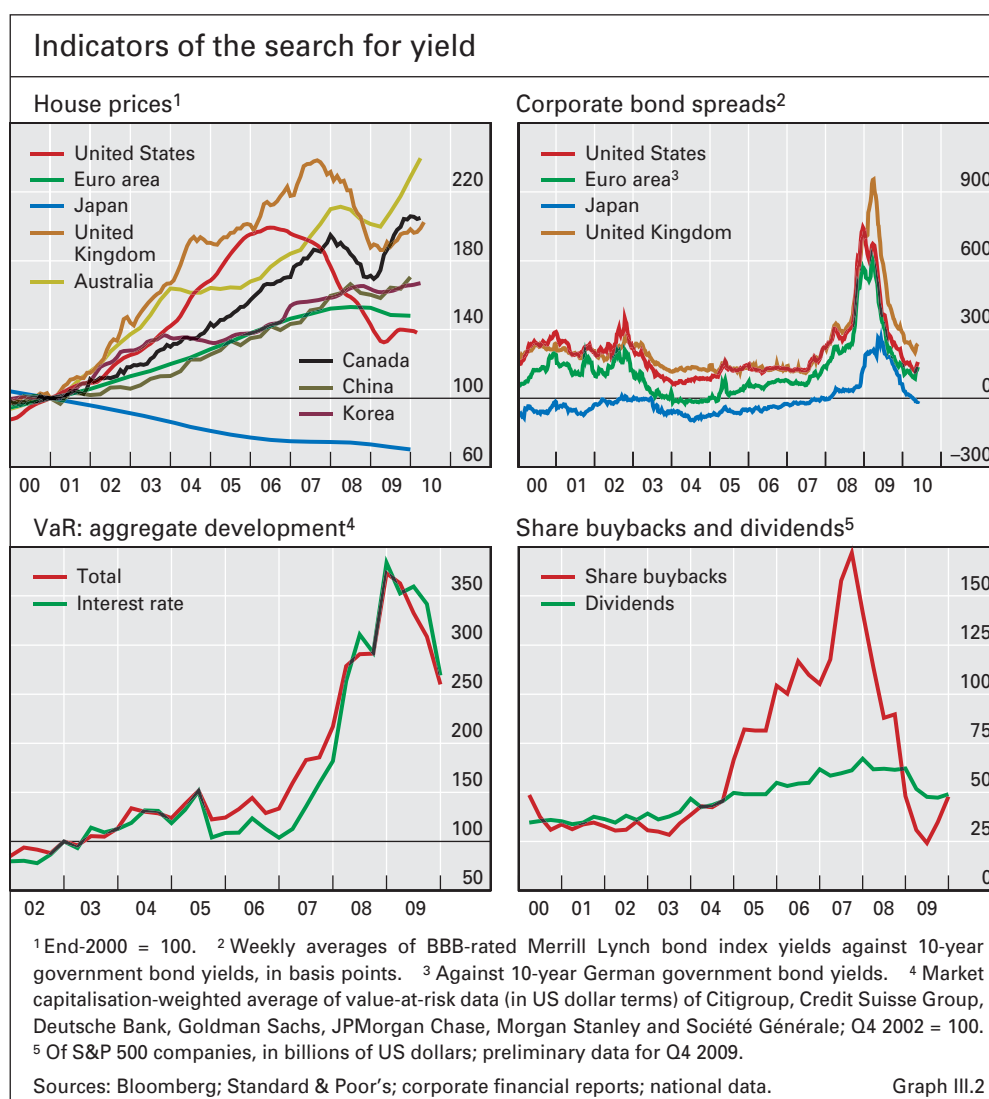 Indicators of the search for yield
House prices¹
United States
Euro area
Japan
United
Kingdom
Australia
Canada
China
Korea
220
180
140
100
60
00 01 02 03 04 05 06 07 08 09 10
Corporate bond spreads²
United States
Euro area³
Japan
United Kingdom
900
600
300
0
–300
00 01 02 03 04 05 06 07 08 09 10
VaR: aggregate development⁴
Total
Interest rate
350
300
250
200
150
100
50
02 03 04 05 06 07 08 09
Share buybacks and dividends⁵
Share buybacks
Dividends
150
125
100
75
50
25
0
00 01 02 03 04 05 06 07 08 09
¹ End-2000 = 100. ² Weekly averages of BBB-rated Merrill Lynch bond index yields against 10-year
government bond yields, in basis points. ³ Against 10-year German government bond yields. ⁴ Market
capitalisation-weighted average of value-at-risk data (in US dollar terms) of Citigroup, Credit Suisse Group,
Deutsche Bank, Goldman Sachs, JPMorgan Chase, Morgan Stanley and Société Générale; Q4 2002 = 100.
⁵ Of S&P 500 companies, in billions of US dollars; preliminary data for Q4 2009.
Sources: Bloomberg; Standard & Poor's; corporate financial reports; national data. Graph III.2